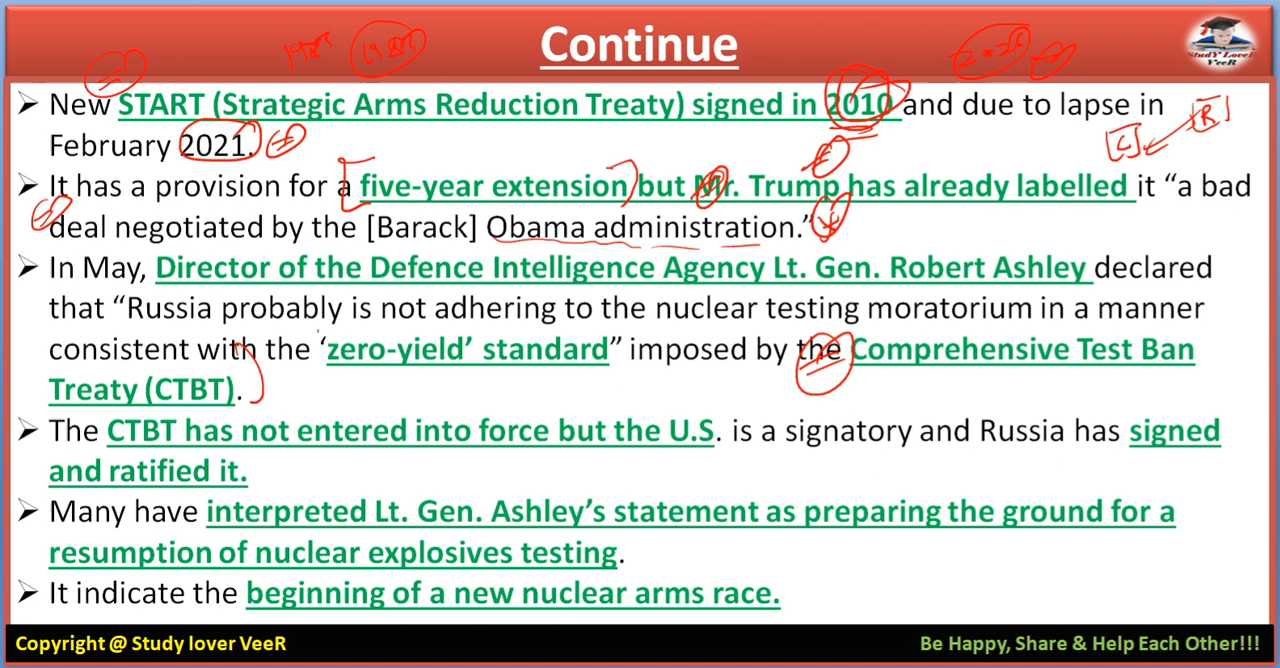 Continue
StudY LoveR
VeeR
➤ New START (Strategic Arms Reduction Treaty) signed in 2010 and due to lapse in
February 2021.
➤ It has a provision for a five-year extension but Mr. Trump has already labelled it “a bad
deal negotiated by the [Barack] Obama administration.”
➤ In May, Director of the Defence Intelligence Agency Lt. Gen. Robert Ashley declared
that “Russia probably is not adhering to the nuclear testing moratorium in a manner
consistent with the ‘zero-yield’ standard” imposed by the Comprehensive Test Ban
Treaty (CTBT).
➤ The CTBT has not entered into force but the U.S. is a signatory and Russia has signed
and ratified it.
➤ Many have interpreted Lt. Gen. Ashley’s statement as preparing the ground for a
resumption of nuclear explosives testing.
➤ It indicate the beginning of a new nuclear arms race.
Copyright @ Study lover VeeR
Be Happy, Share & Help Each Other!!!